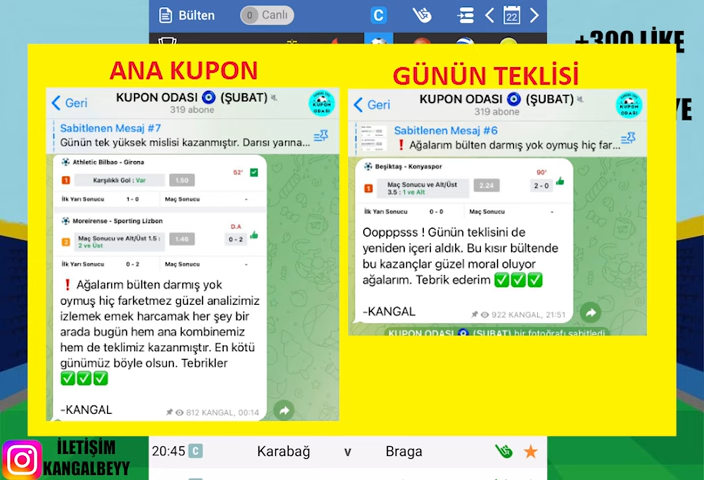 Bülten
0 Canlı
C
22
+300 LİKE
YE
ANA KUPON
Geri
KUPON ODASI (ŞUBAT)
319 abone
KUPON
ODASI
Sabitlenen Mesaj #7
Günün tek yüksek mislisi kazanmıştır. Darısı yarına...
Athletic Bilbao - Girona
1
Karşılıklı Gol : Var
1.50
62'
İlk Yarı Sonucu
1 - 0
Maç Sonucu
-
Moreirense - Sporting Lizbon
2
Maç Sonucu ve Alt/Üst 1.5 :
2 ve Üst
1.46
D.A
0 - 2
İlk Yarı Sonucu
0 - 2
Maç Sonucu
-
❗ Ağalarım bülten darmış yok
oymuş hiç farketmez güzel analizimiz
izlemek emek harcamak her şey bir
arada bugün hem ana kombinemiz
hem de teklimiz kazanmıştır. En kötü
günümüz böyle olsun. Tebrikler
✅✅✅
-KANGAL
812 KANGAL, 00:14
GÜNÜN TEKLİSİ
Geri
KUPON ODASI (ŞUBAT)
319 abone
KUPON
ODASI
Sabitlenen Mesaj #6
❗ Ağalarım bülten darmış yok oymuş hiç far...
Beşiktaş - Konyaspor
1
Maç Sonucu ve Alt/Üst
3.5 : 1 ve Alt
2.24
90'
2 - 0
İlk Yarı Sonucu
0 - 0
Maç Sonucu
-
Oopppsss ! Günün teklisini de
yeniden içeri aldık. Bu kısır bültende
bu kazançlar güzel moral oluyor
ağalarım. Tebrik ederim ✅✅✅
-KANGAL
922 KANGAL, 21:51
KUPON ODASI (ŞUBAT) bir fotoğrafı sabitledi
20:45 C Karabağ v Braga
İLETİŞİM
KANGALBEYY